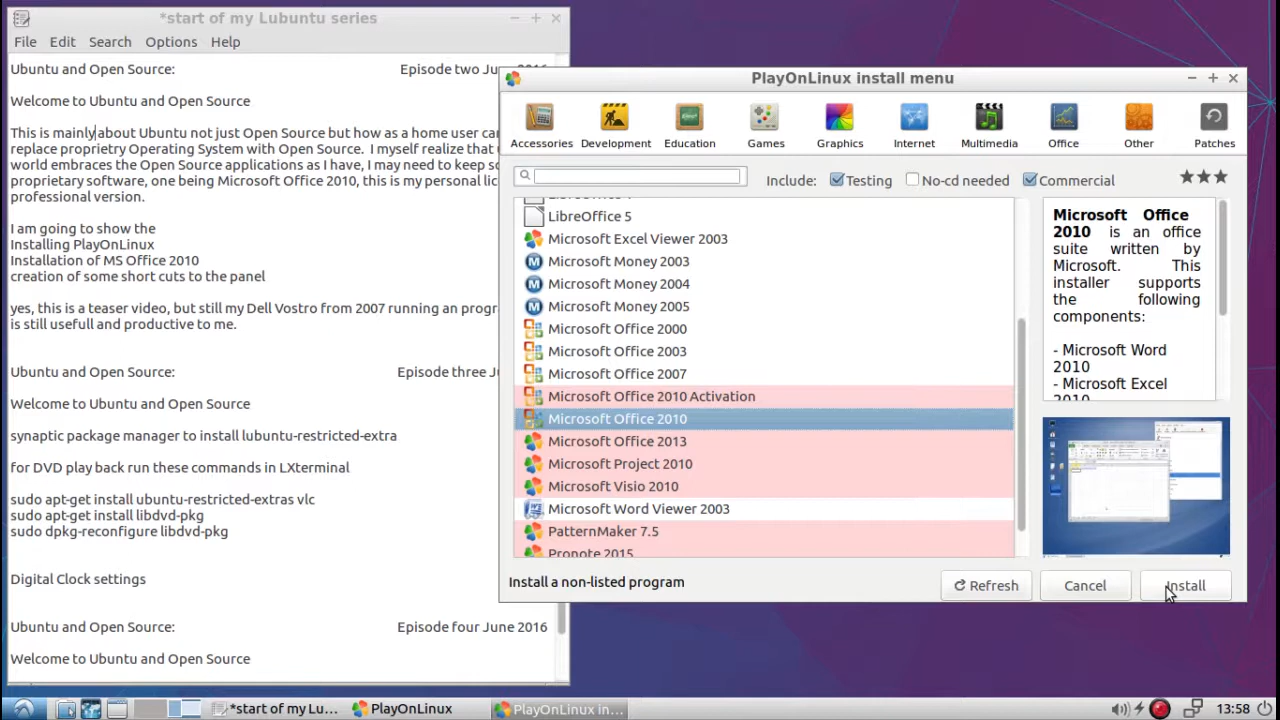 *start of my Lubuntu series
File Edit Search Options Help
Ubuntu and Open Source: Episode two June 2016
Welcome to Ubuntu and Open Source
This is mainly about Ubuntu not just Open Source but how as a home user can
replace proprietry Operating System with Open Source. I myself realize that
world embraces the Open Source applications as I have, I may need to keep
proprietary software, one being Microsoft Office 2010, this is my personal
professional version.
I am going to show the
Installing PlayOnLinux
Installation of MS Office 2010
creation of some short cuts to the panel
yes, this is a teaser video, but still my Dell Vostro from 2007 running an
is still usefull and productive to me.
Ubuntu and Open Source: Episode three
Welcome to Ubuntu and Open Source
synaptic package manager to install lubuntu-restricted-extra
for DVD play back run these commands in LXterminal
sudo apt-get install ubuntu-restricted-extras vlc
sudo apt-get install libdvd-pkg
sudo dpkg-reconfigure libdvd-pkg
Digital Clock settings
Ubuntu and Open Source: Episode four June 2016
Welcome to Ubuntu and Open Source
PlayOnLinux install menu
Accessories Development Education Games Graphics Internet Multimedia Office Other Patches
Include: Testing No-cd needed Commercial
LibreOffice 5
Microsoft Excel Viewer 2003
Microsoft Money 2003
Microsoft Money 2004
Microsoft Money 2005
Microsoft Office 2000
Microsoft Office 2003
Microsoft Office 2007
Microsoft Office 2010 Activation
Microsoft Office 2010
Microsoft Office 2013
Microsoft Project 2010
Microsoft Visio 2010
Microsoft Word Viewer 2003
PatternMaker 7.5
Pronote 2015
Microsoft Office
2010 is an office
suite written by
Microsoft. This
installer supports
the following
components:
- Microsoft Word
2010
- Microsoft Excel
2010
Install a non-listed program
Refresh Cancel Install
*start of my Lu... PlayOnLinux PlayOnLinux in... 13:58